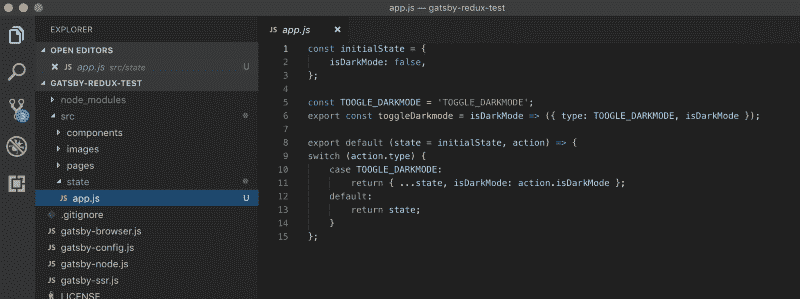 app.js — gatsby-redux-test
EXPLORER
OPEN EDITORS
app.js src/state U
GATSBY-REDUX-TEST
node_modules
src
components
images
pages
state
JS app.js U
.gitignore
JS gatsby-browser.js
JS gatsby-config.js
JS gatsby-node.js
JS gatsby-ssr.js
LICENSE
JS app.js
1 const initialState = {
2 isDarkMode: false,
3 };
4
5 const TOOGLE_DARKMODE = 'TOGGLE_DARKMODE';
6 export const toggleDarkmode = isDarkMode => ({ type: TOOGLE_DARKMODE, isDarkMode });
7
8 export default (state = initialState, action) => {
9 switch (action.type) {
10 case TOOGLE_DARKMODE:
11 return { ...state, isDarkMode: action.isDarkMode };
12 default:
13 return state;
14 }
15 };